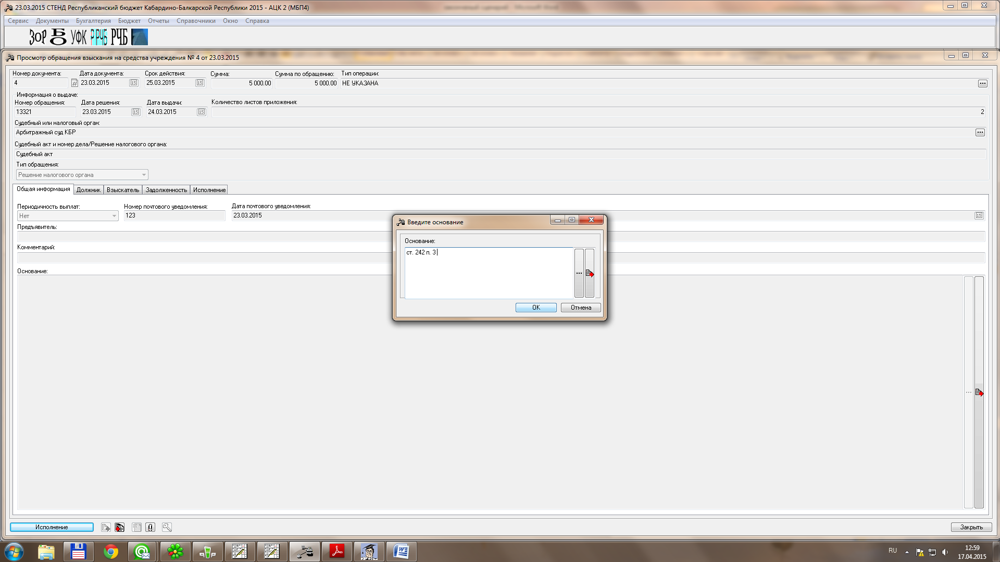 23.03.2015 СТЕНД Республиканский бюджет Кабардино-Балкарской Республики 2015 - АЦК 2 (МБП4)
Сервис Документы Бухгалтерия Бюджет Отчеты Справочники Окно Справка
ЗОР БО УФК РРЧБ РЧБ
Просмотр обращения взыскания на средства учреждения № 4 от 23.03.2015
Номер документа: Дата документа: Срок действия: Сумма: Сумма по обращению: Тип операции:
4 # 23.03.2015 15 25.03.2015 15 5 000.00 5 000.00 НЕ УКАЗАНА ...
Информация о выдаче:
Номер обращения: Дата решения: Дата выдачи: Количество листов приложения:
13321 23.03.2015 15 24.03.2015 15 2
Судебный или налоговый орган:
Арбитражный суд КБР ...
Судебный акт и номер дела/Решение налогового органа:
Судебный акт
Тип обращения:
Решение налогового органа
Общая информация Должник Взыскатель Задолженность Исполнение
Периодичность выплат: Номер почтового уведомления: Дата почтового уведомления:
Нет 123 23.03.2015 15
Предъявитель:
Комментарий:
Основание:
Введите основание
Основание:
ст. 242 п. 3
...
OK Отмена
...
Исполнение Закрыть
RU 12:59
17.04.2015